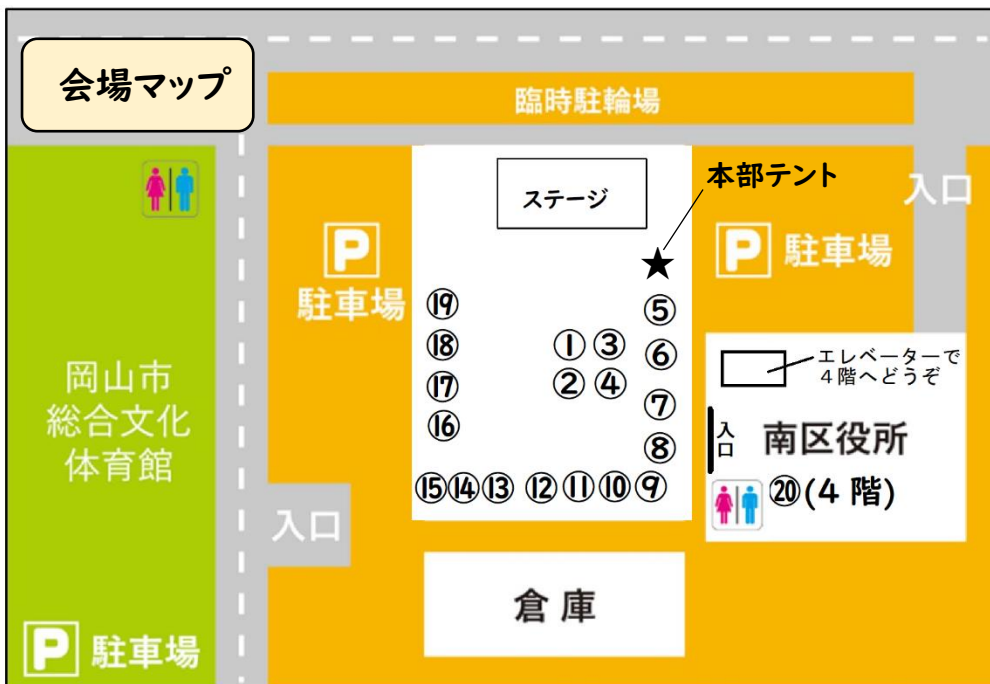 会場マップ
臨時駐輪場
ステージ
本部テント
入口
P
駐車場
P 駐車場
★
⑲
⑱
⑰
⑯
① ③
② ④
⑤
⑥
⑦
⑧
⑮⑭⑬ ⑫⑪⑩⑨
エレベーターで
4階へどうぞ
入口
南区役所
⑳(4 階)
岡山市
総合文化
体育館
入口
倉庫
P 駐車場